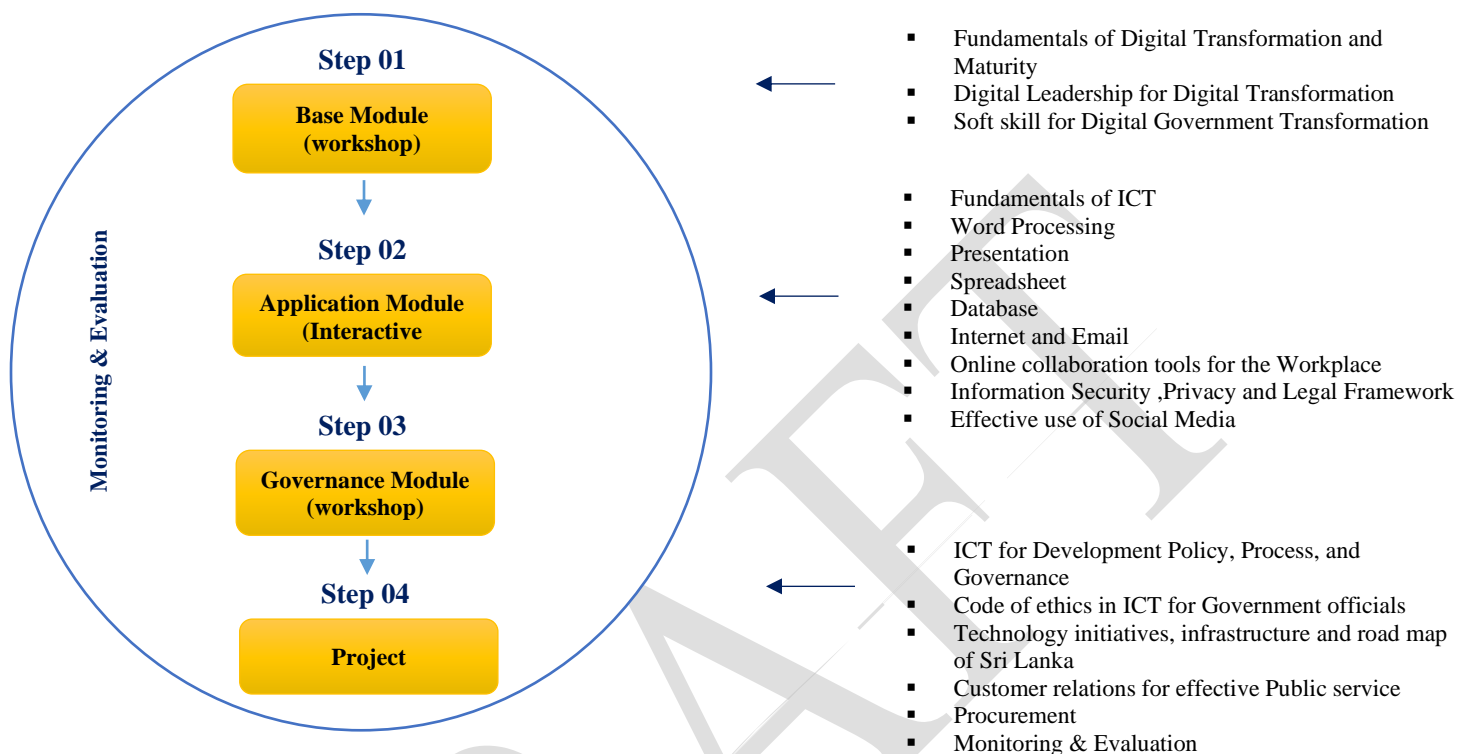 Step 01
Base Module
(workshop)
Step 02
Application Module
(Interactive
Step 03
Governance Module
(workshop)
Step 04
Project
Monitoring & Evaluation
▪ Fundamentals of Digital Transformation and
Maturity
▪ Digital Leadership for Digital Transformation
▪ Soft skill for Digital Government Transformation
▪ Fundamentals of ICT
▪ Word Processing
▪ Presentation
▪ Spreadsheet
▪ Database
▪ Internet and Email
▪ Online collaboration tools for the Workplace
▪ Information Security ,Privacy and Legal Framework
▪ Effective use of Social Media
▪ ICT for Development Policy, Process, and
Governance
▪ Code of ethics in ICT for Government officials
▪ Technology initiatives, infrastructure and road map
of Sri Lanka
▪ Customer relations for effective Public service
▪ Procurement
▪ Monitoring & Evaluation